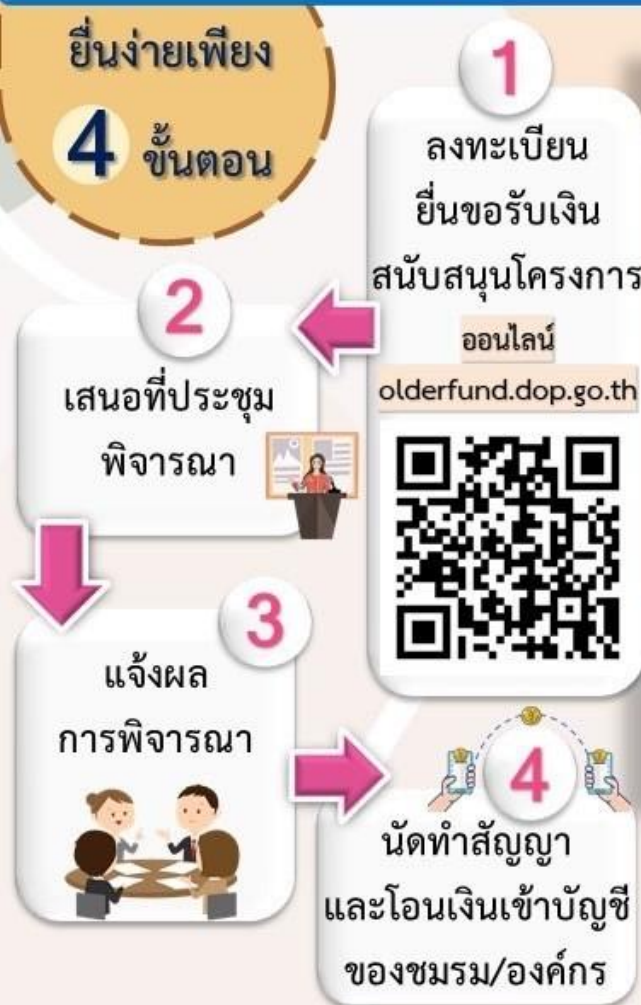 ยื่นง่ายเพียง
4 ขั้นตอน
1
ลงทะเบียน
ยื่นขอรับเงิน
สนับสนุนโครงการ
ออนไลน์
olderfund.dop.go.th
2
เสนอที่ประชุม
พิจารณา
3
แจ้งผล
การพิจารณา
4
นัดทำสัญญา
และโอนเงินเข้าบัญชี
ของชมรม/องค์กร